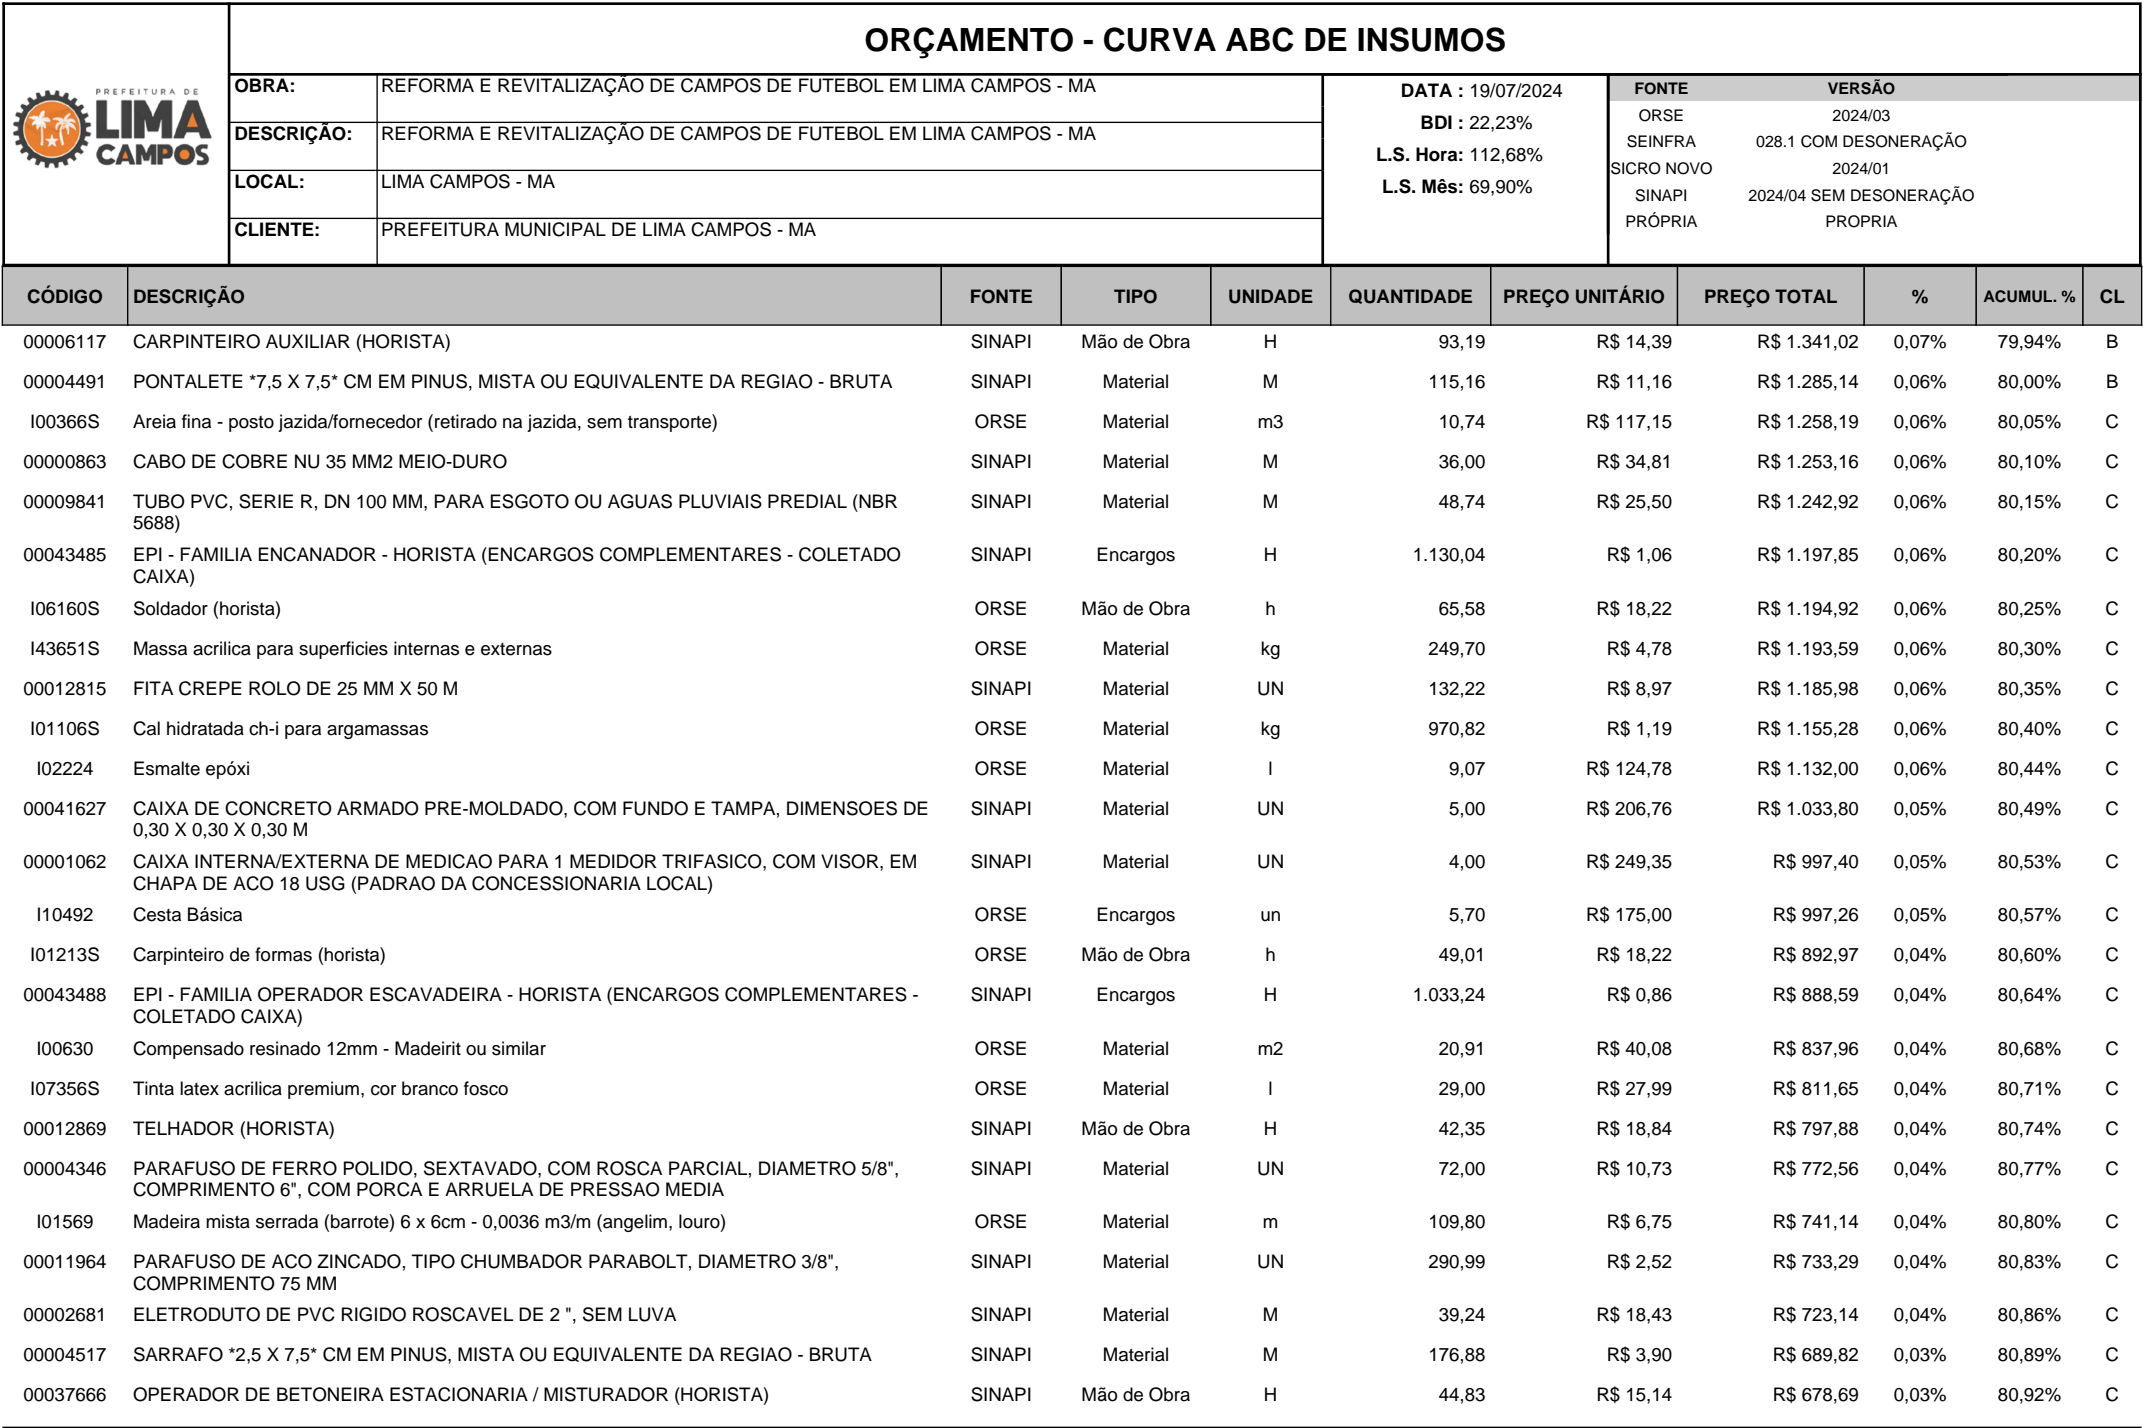 ORÇAMENTO - CURVA ABC DE INSUMOS
PREFEITURA DE
LIMA
CAMPOS
OBRA: REFORMA E REVITALIZAÇÃO DE CAMPOS DE FUTEBOL EM LIMA CAMPOS - MA
DESCRIÇÃO: REFORMA E REVITALIZAÇÃO DE CAMPOS DE FUTEBOL EM LIMA CAMPOS - MA
LOCAL: LIMA CAMPOS - MA
CLIENTE: PREFEITURA MUNICIPAL DE LIMA CAMPOS - MA
DATA : 19/07/2024
BDI : 22,23%
L.S. Hora: 112,68%
L.S. Mês: 69,90%
FONTE VERSÃO
ORSE 2024/03
SEINFRA 028.1 COM DESONERAÇÃO
SICRO NOVO 2024/01
SINAPI 2024/04 SEM DESONERAÇÃO
PRÓPRIA PROPRIA
CÓDIGO DESCRIÇÃO FONTE TIPO UNIDADE QUANTIDADE PREÇO UNITÁRIO PREÇO TOTAL % ACUMUL. % CL
00006117 CARPINTEIRO AUXILIAR (HORISTA) SINAPI Mão de Obra H 93,19 R$ 14,39 R$ 1.341,02 0,07% 79,94% B
00004491 PONTALETE *7,5 X 7,5* CM EM PINUS, MISTA OU EQUIVALENTE DA REGIAO - BRUTA SINAPI Material M 115,16 R$ 11,16 R$ 1.285,14 0,06% 80,00% B
I00366S Areia fina - posto jazida/fornecedor (retirado na jazida, sem transporte) ORSE Material m3 10,74 R$ 117,15 R$ 1.258,19 0,06% 80,05% C
00000863 CABO DE COBRE NU 35 MM2 MEIO-DURO SINAPI Material M 36,00 R$ 34,81 R$ 1.253,16 0,06% 80,10% C
00009841 TUBO PVC, SERIE R, DN 100 MM, PARA ESGOTO OU AGUAS PLUVIAIS PREDIAL (NBR SINAPI Material M 48,74 R$ 25,50 R$ 1.242,92 0,06% 80,15% C
5688)
00043485 EPI - FAMILIA ENCANADOR - HORISTA (ENCARGOS COMPLEMENTARES - COLETADO SINAPI Encargos H 1.130,04 R$ 1,06 R$ 1.197,85 0,06% 80,20% C
CAIXA)
I06160S Soldador (horista) ORSE Mão de Obra h 65,58 R$ 18,22 R$ 1.194,92 0,06% 80,25% C
I43651S Massa acrilica para superficies internas e externas ORSE Material kg 249,70 R$ 4,78 R$ 1.193,59 0,06% 80,30% C
00012815 FITA CREPE ROLO DE 25 MM X 50 M SINAPI Material UN 132,22 R$ 8,97 R$ 1.185,98 0,06% 80,35% C
I01106S Cal hidratada ch-i para argamassas ORSE Material kg 970,82 R$ 1,19 R$ 1.155,28 0,06% 80,40% C
I02224 Esmalte epóxi ORSE Material l 9,07 R$ 124,78 R$ 1.132,00 0,06% 80,44% C
00041627 CAIXA DE CONCRETO ARMADO PRE-MOLDADO, COM FUNDO E TAMPA, DIMENSOES DE SINAPI Material UN 5,00 R$ 206,76 R$ 1.033,80 0,05% 80,49% C
0,30 X 0,30 X 0,30 M
00001062 CAIXA INTERNA/EXTERNA DE MEDICAO PARA 1 MEDIDOR TRIFASICO, COM VISOR, EM SINAPI Material UN 4,00 R$ 249,35 R$ 997,40 0,05% 80,53% C
CHAPA DE ACO 18 USG (PADRAO DA CONCESSIONARIA LOCAL)
I10492 Cesta Básica ORSE Encargos un 5,70 R$ 175,00 R$ 997,26 0,05% 80,57% C
I01213S Carpinteiro de formas (horista) ORSE Mão de Obra h 49,01 R$ 18,22 R$ 892,97 0,04% 80,60% C
00043488 EPI - FAMILIA OPERADOR ESCAVADEIRA - HORISTA (ENCARGOS COMPLEMENTARES - SINAPI Encargos H 1.033,24 R$ 0,86 R$ 888,59 0,04% 80,64% C
COLETADO CAIXA)
I00630 Compensado resinado 12mm - Madeirit ou similar ORSE Material m2 20,91 R$ 40,08 R$ 837,96 0,04% 80,68% C
I07356S Tinta latex acrilica premium, cor branco fosco ORSE Material l 29,00 R$ 27,99 R$ 811,65 0,04% 80,71% C
00012869 TELHADOR (HORISTA) SINAPI Mão de Obra H 42,35 R$ 18,84 R$ 797,88 0,04% 80,74% C
00004346 PARAFUSO DE FERRO POLIDO, SEXTAVADO, COM ROSCA PARCIAL, DIAMETRO 5/8", SINAPI Material UN 72,00 R$ 10,73 R$ 772,56 0,04% 80,77% C
COMPRIMENTO 6", COM PORCA E ARRUELA DE PRESSAO MEDIA
I01569 Madeira mista serrada (barrote) 6 x 6cm - 0,0036 m3/m (angelim, louro) ORSE Material m 109,80 R$ 6,75 R$ 741,14 0,04% 80,80% C
00011964 PARAFUSO DE ACO ZINCADO, TIPO CHUMBADOR PARABOLT, DIAMETRO 3/8", SINAPI Material UN 290,99 R$ 2,52 R$ 733,29 0,04% 80,83% C
COMPRIMENTO 75 MM
00002681 ELETRODUTO DE PVC RIGIDO ROSCAVEL DE 2 ", SEM LUVA SINAPI Material M 39,24 R$ 18,43 R$ 723,14 0,04% 80,86% C
00004517 SARRAFO *2,5 X 7,5* CM EM PINUS, MISTA OU EQUIVALENTE DA REGIAO - BRUTA SINAPI Material M 176,88 R$ 3,90 R$ 689,82 0,03% 80,89% C
00037666 OPERADOR DE BETONEIRA ESTACIONARIA / MISTURADOR (HORISTA) SINAPI Mão de Obra H 44,83 R$ 15,14 R$ 678,69 0,03% 80,92% C